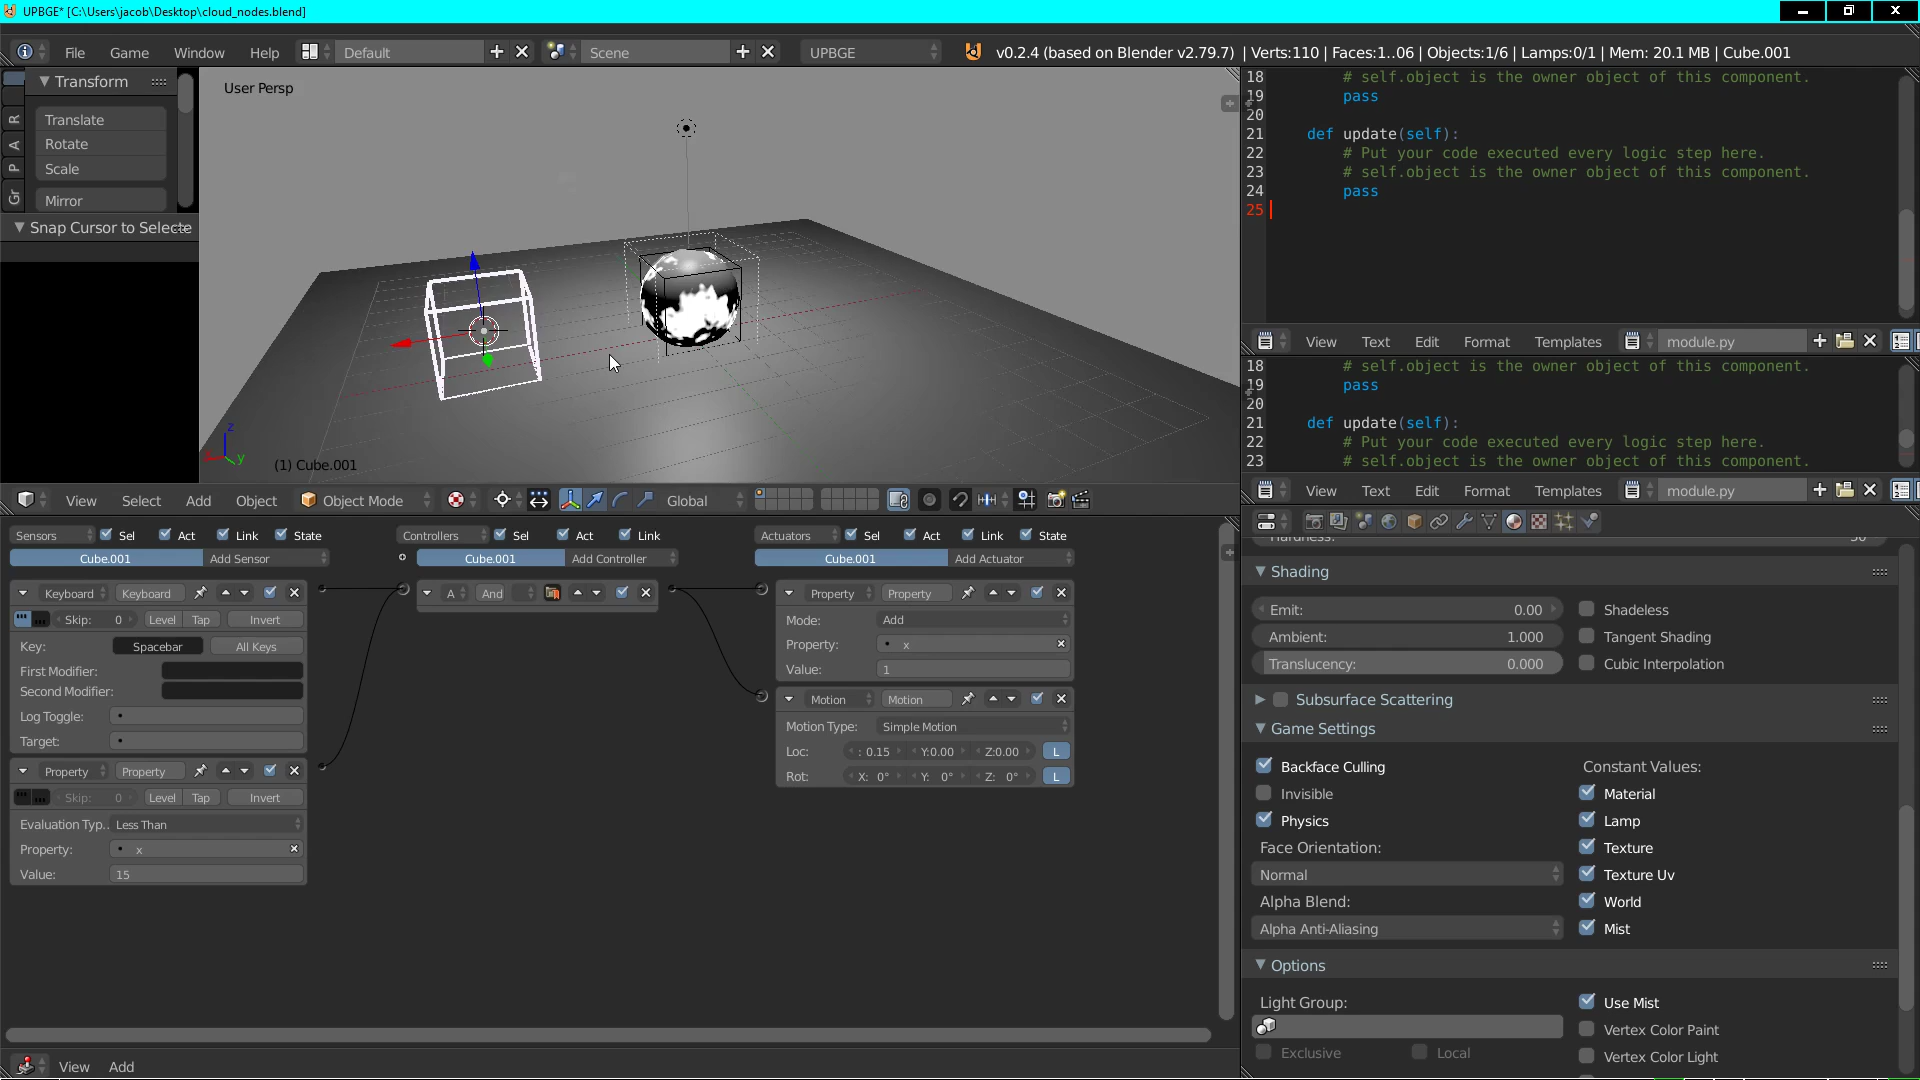 UPBGE* [C:\Users\jacob\Desktop\cloud_nodes.blend]
File Game Window Help Default Scene UPBGE v0.2.4 (based on Blender v2.79.7) | Verts:110 | Faces:1..06 | Objects:1/6 | Lamps:0/1 | Mem: 20.1 MB | Cube.001
Transform
Translate
Rotate
Scale
Mirror
Snap Cursor to Selecte
R
A
P
Gr
User Persp
z
y
(1) Cube.001
View Select Add Object Object Mode Global
18 # self.object is the owner object of this component.
19 pass
20
21 def update(self):
22 # Put your code executed every logic step here.
23 # self.object is the owner object of this component.
24 pass
25
View Text Edit Format Templates module.py
18 # self.object is the owner object of this component.
19 pass
20
21 def update(self):
22 # Put your code executed every logic step here.
23 # self.object is the owner object of this component.
View Text Edit Format Templates module.py
Sensors Sel Act Link State
Cube.001 Add Sensor
Keyboard Keyboard
Skip: 0 Level Tap Invert
Key: Spacebar All Keys
First Modifier:
Second Modifier:
Log Toggle:
Target:
Property Property
Skip: 0 Level Tap Invert
Evaluation Typ.. Less Than
Property: x
Value: 15
Controllers Sel Act Link
Cube.001 Add Controller
A And
Actuators Sel Act Link State
Cube.001 Add Actuator
Property Property
Mode: Add
Property: x
Value: 1
Motion Motion
Motion Type: Simple Motion
Loc: : 0.15 Y:0.00 Z:0.00 L
Rot: X: 0° Y: 0° Z: 0° L
View Add
Hardness: 50
Shading
Emit: 0.00 Shadeless
Ambient: 1.000 Tangent Shading
Translucency: 0.000 Cubic Interpolation
Subsurface Scattering
Game Settings
Backface Culling Constant Values:
Invisible Material
Physics Lamp
Face Orientation: Texture
Normal Texture Uv
Alpha Blend: World
Alpha Anti-Aliasing Mist
Options
Light Group: Use Mist
Vertex Color Paint
Exclusive Local Vertex Color Light